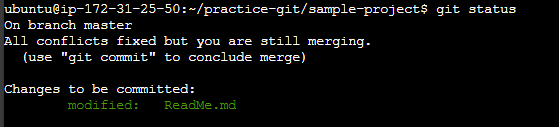 ubuntu@ip-172-31-25-50:~/practice-git/sample-project$ git status
On branch master
All conflicts fixed but you are still merging.
  (use "git commit" to conclude merge)

Changes to be committed:
        modified:   ReadMe.md